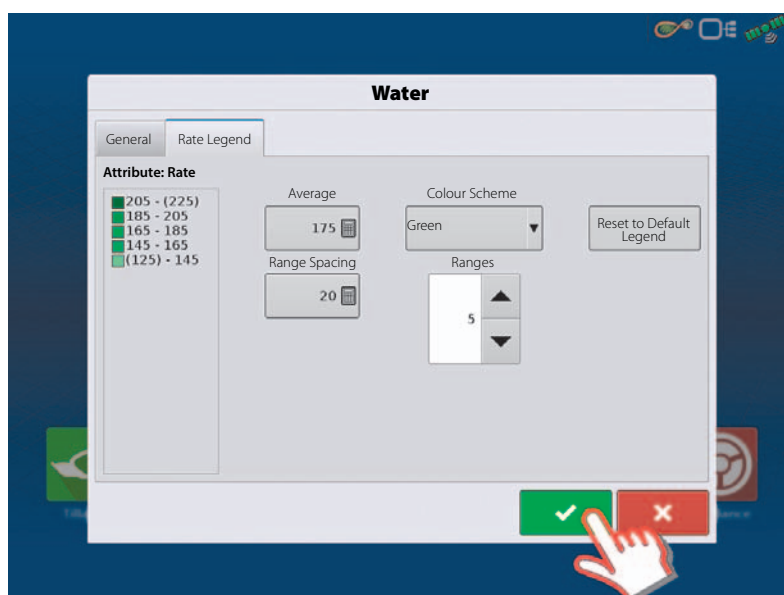 Water
General
Rate Legend
Attribute: Rate
205 - (225)
185 - 205
165 - 185
145 - 165
(125) - 145
Average
175
Range Spacing
20
Colour Scheme
Green
Ranges
5
Reset to Default
Legend